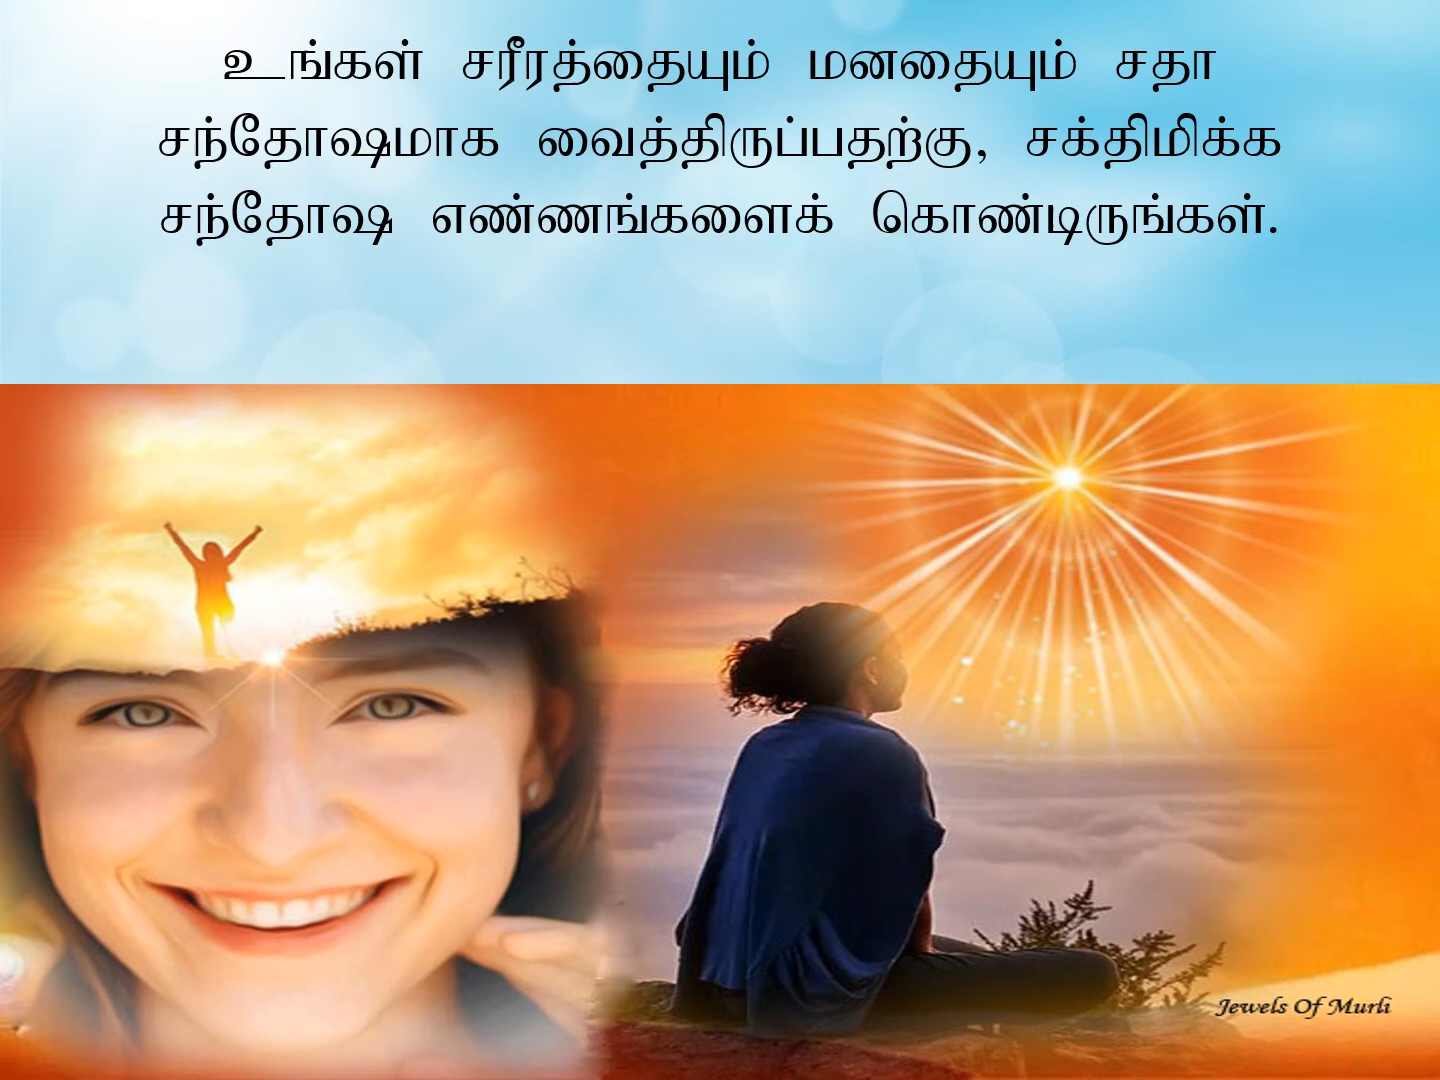 உங்கள் சரீரத்தையும் மனதையும் சதா
சந்தோஷமாக வைத்திருப்பதற்கு, சக்திமிக்க
சந்தோஷ எண்ணங்களைக் கொண்டிருங்கள்.
Jewels Of Murli